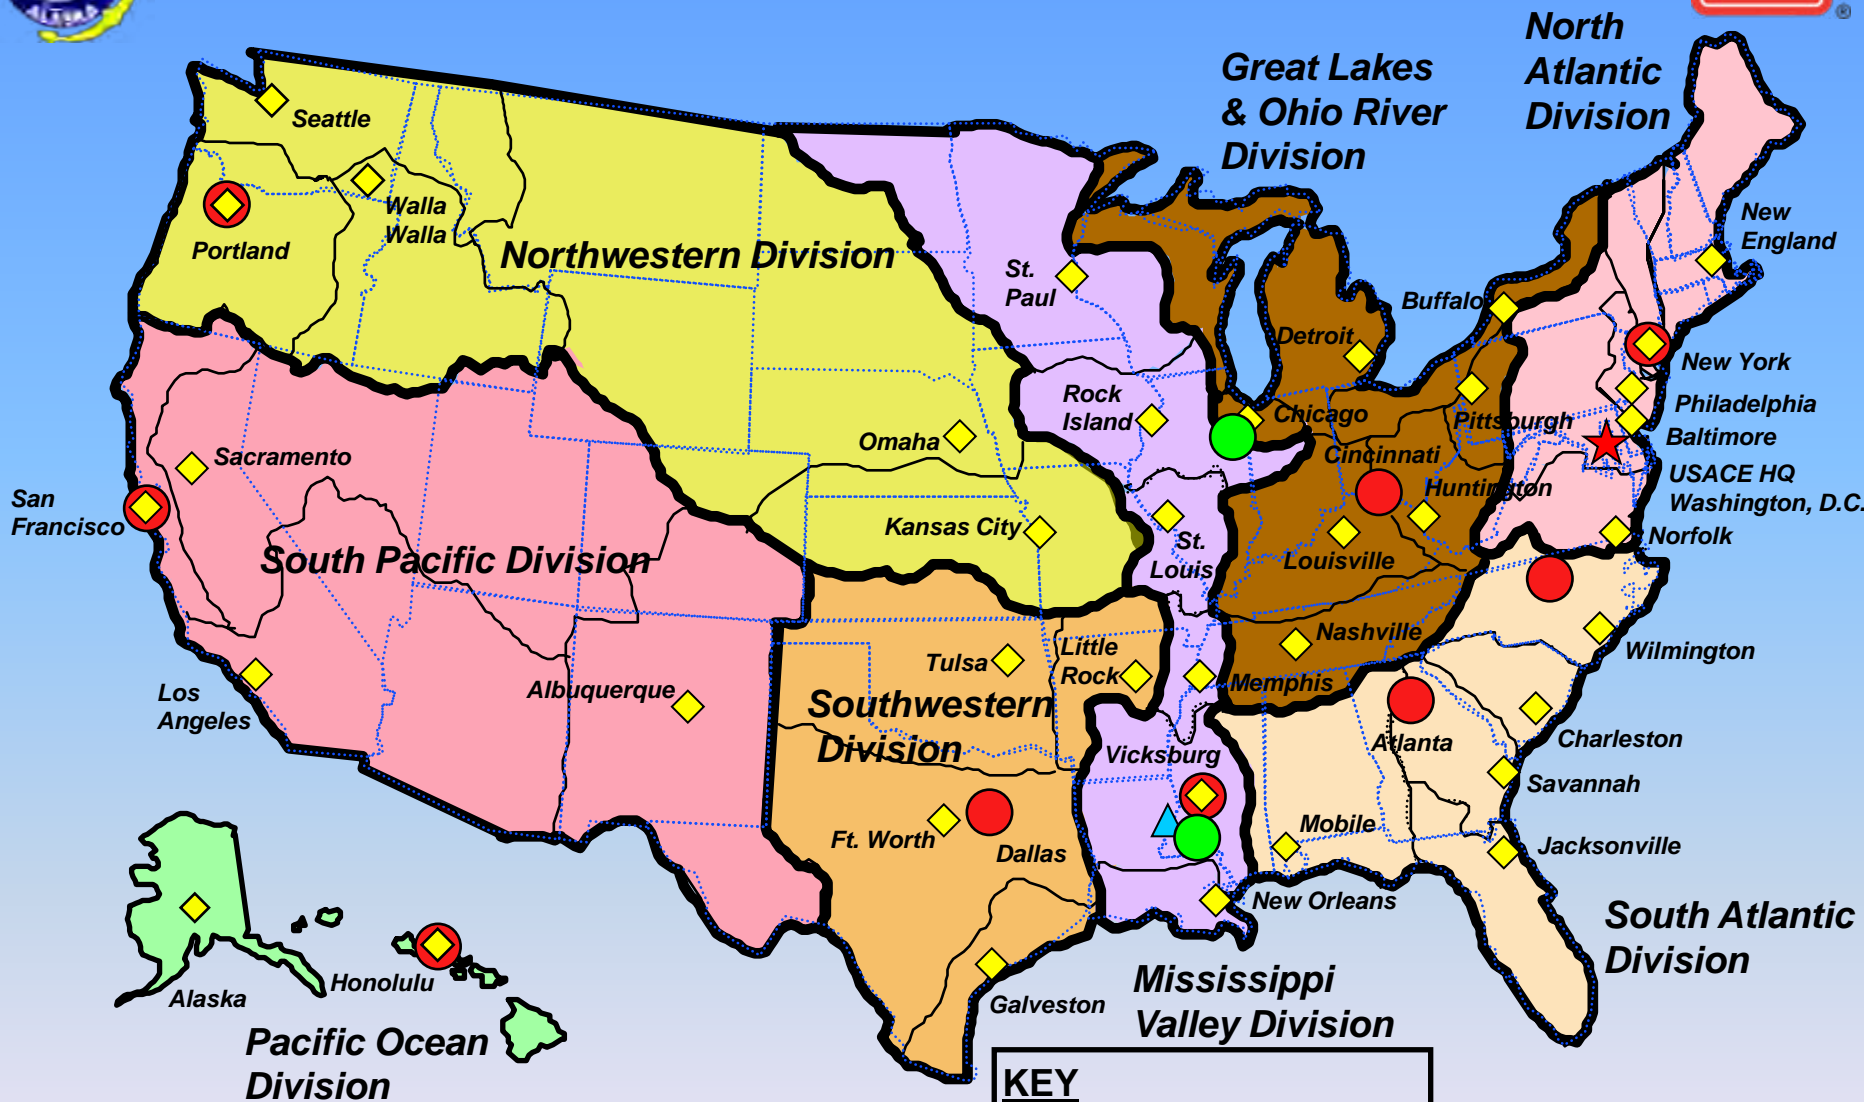 ALASKA
®
North
Atlantic
Division
Great Lakes
& Ohio River
Division
Seattle
Walla
Walla
Portland
Northwestern Division
St.
Paul
New
England
Buffalo
Detroit
New York
Rock
Island
Chicago
Philadelphia
Pittsburgh
Baltimore
Omaha
Cincinnati
Sacramento
USACE HQ
Washington, D.C.
Huntington
San
Francisco
Kansas City
St.
Louis
Louisville
Norfolk
South Pacific Division
Nashville
Wilmington
Tulsa
Little
Rock
Memphis
Los
Angeles
Albuquerque
Southwestern
Division
Atlanta
Charleston
Vicksburg
Savannah
Ft. Worth
Dallas
Mobile
Jacksonville
New Orleans
South Atlantic
Division
Honolulu
Alaska
Galveston
Mississippi
Valley Division
Pacific Ocean
Division
KEY